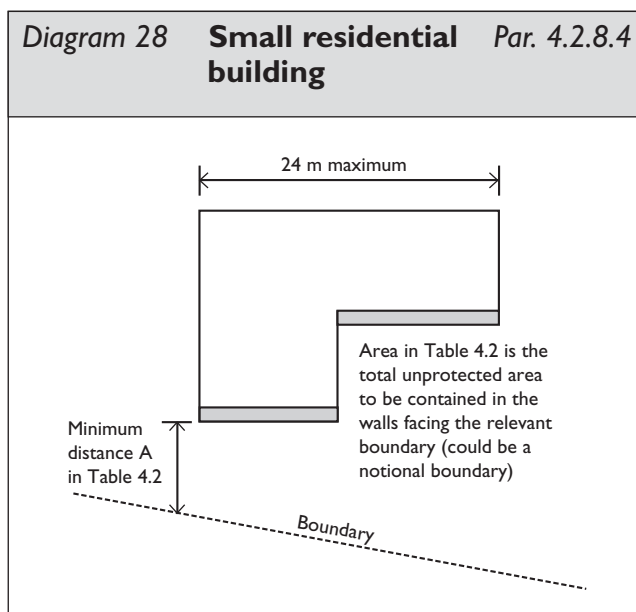 Diagram 28 Small residential building Par. 4.2.8.4
24 m maximum
Area in Table 4.2 is the
total unprotected area
to be contained in the
walls facing the relevant
boundary (could be a
notional boundary)
Minimum
distance A
in Table 4.2
Boundary